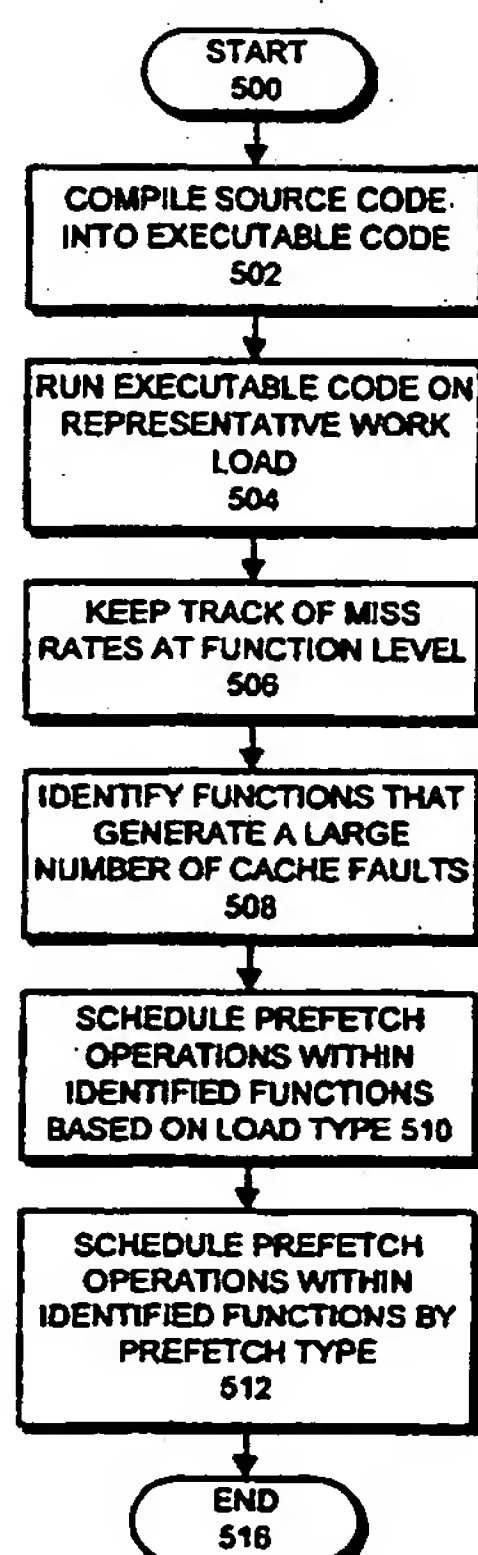 START
500
COMPILE SOURCE CODE
INTO EXECUTABLE CODE
502
RUN EXECUTABLE CODE ON
REPRESENTATIVE WORK
LOAD
504
KEEP TRACK OF MISS
RATES AT FUNCTION LEVEL
506
IDENTIFY FUNCTIONS THAT
GENERATE A LARGE
NUMBER OF CACHE FAULTS
508
SCHEDULE PREFETCH
OPERATIONS WITHIN
IDENTIFIED FUNCTIONS
BASED ON LOAD TYPE 510
SCHEDULE PREFETCH
OPERATIONS WITHIN
IDENTIFIED FUNCTIONS BY
PREFETCH TYPE
512
END
516